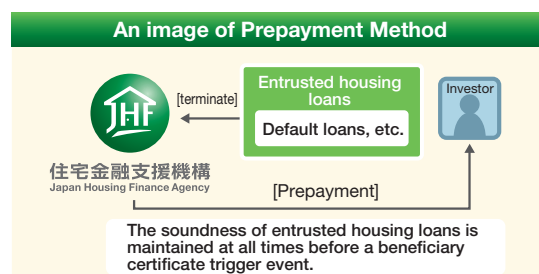 An image of Prepayment Method
Entrusted housing
loans
Default loans, etc.
[terminate]
Investor
JHF
住宅金融支援機構
Japan Housing Finance Agency
[Prepayment]
The soundness of entrusted housing loans is
maintained at all times before a beneficiary
certificate trigger event.